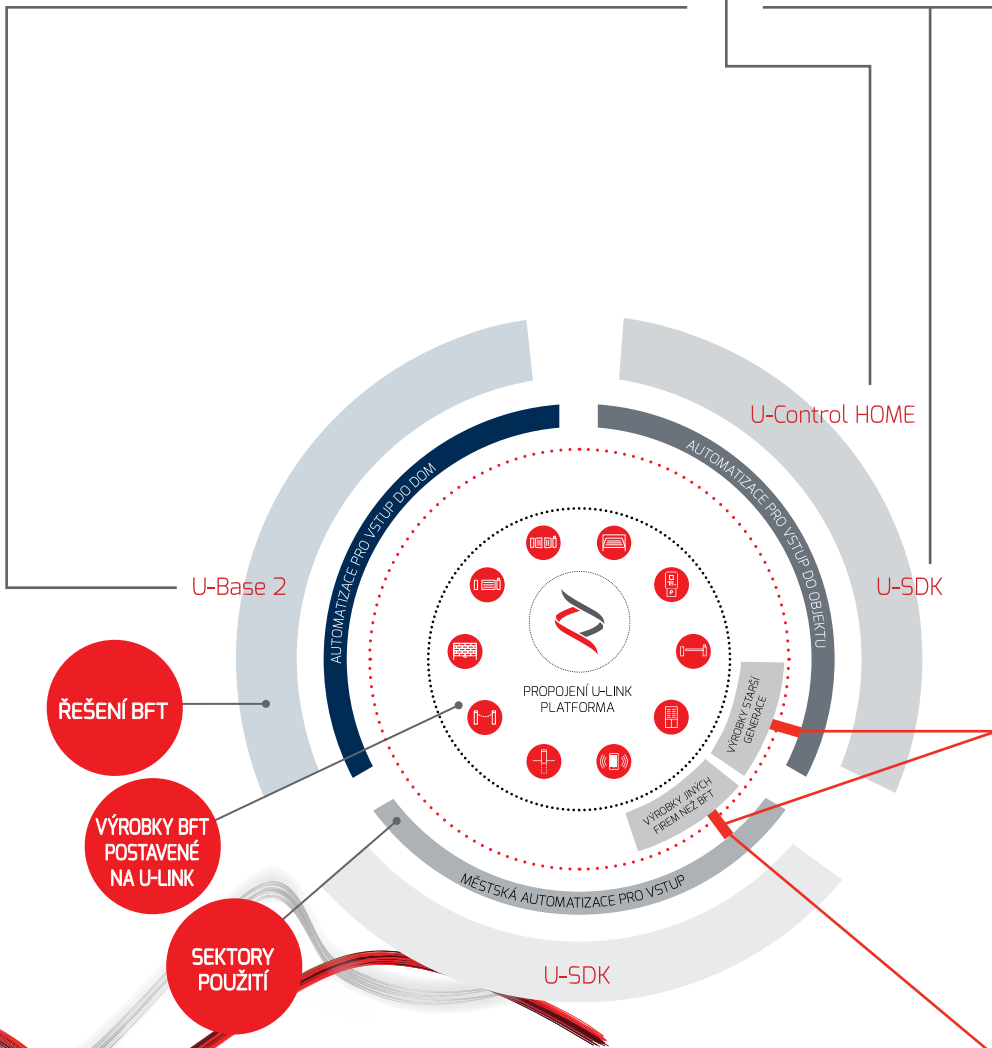 U-Control HOME
AUTOMATIZACE PRO VSTUP DO DOM
AUTOMATIZACE PRO VSTUP DO OBJEKTU
U-Base 2
U-SDK
P
PROPOJENÍ U-LINK
PLATFORMA
ŘEŠENÍ BFT
VÝROBKY STARŠÍ
GENERACE
VÝROBKY JINÝCH
FIREM NEŽ BFT
VÝROBKY BFT
POSTAVENÉ
NA U-LINK
MĚSTSKÁ AUTOMATIZACE PRO VSTUP
SEKTORY
POUŽITÍ
U-SDK